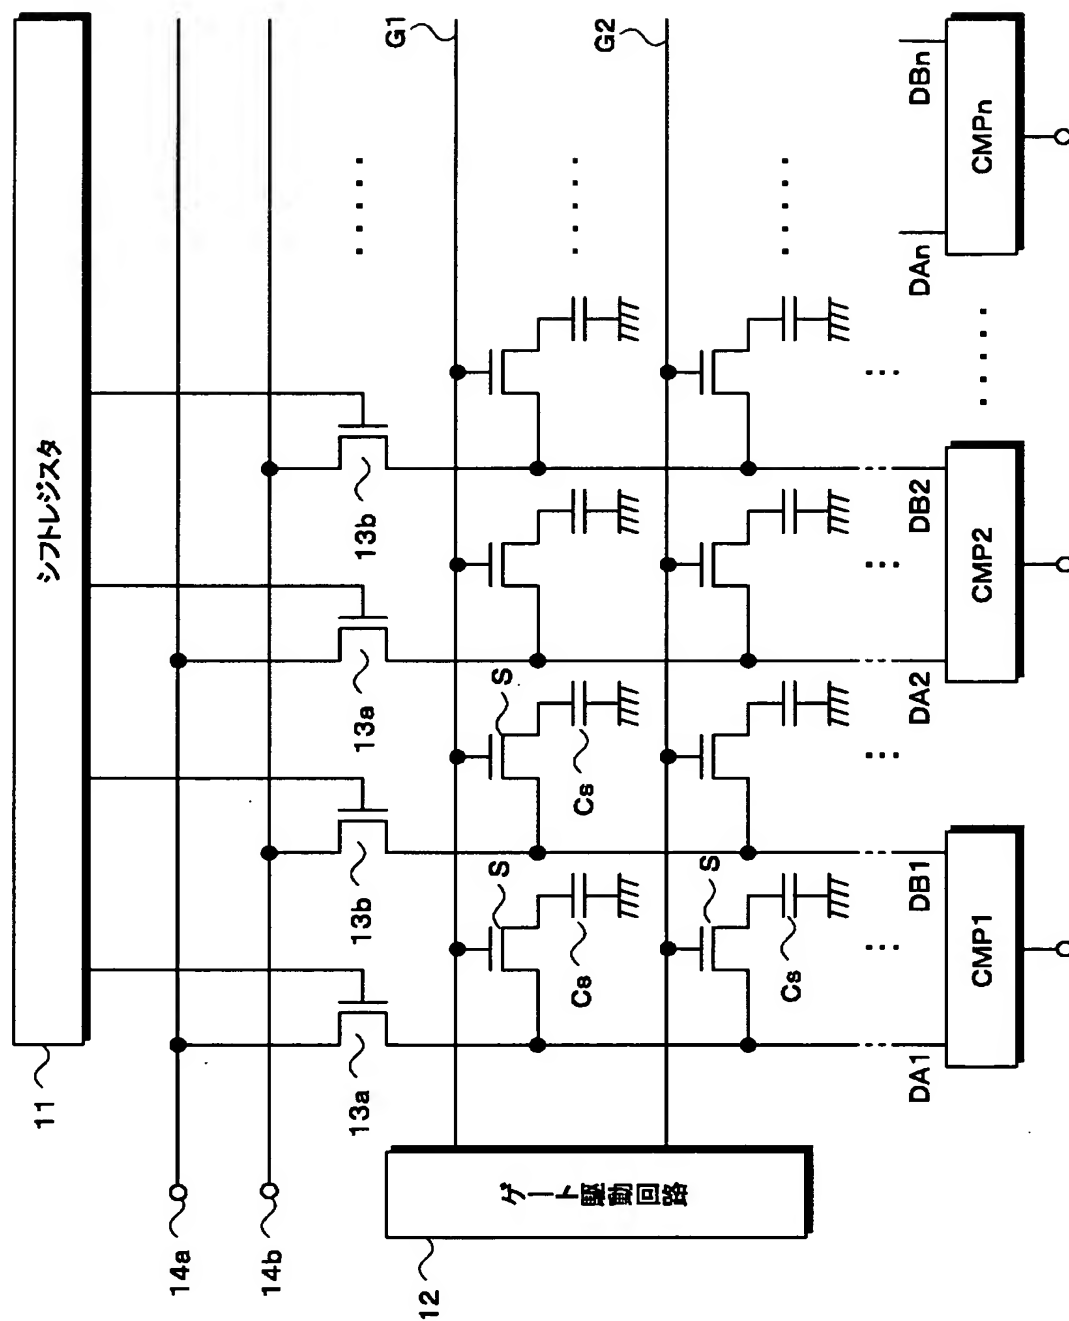 シフトレジスタ
11
14a
14b
13a
13b
13a
13b
G1
S
S
Cs
Cs
G2
S
Cs
ゲート駆動回路
12
DA1
DB1
DA2
DB2
DAn
DBn
CMP1
CMP2
CMPn